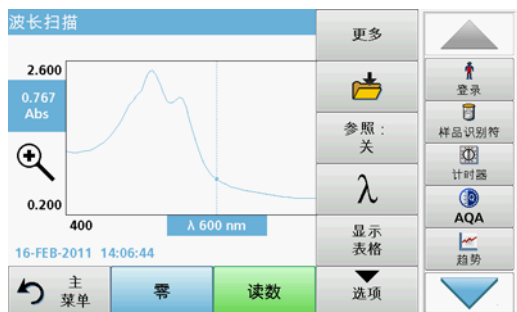 波长扫描
更多
2.600
0.767
Abs
参照：
关
λ
0.200
400
λ 600 nm
显示
表格
16-FEB-2011 14:06:44
主
菜单
零
读数
选项
登录
样品识别符
计时器
AQA
趋势